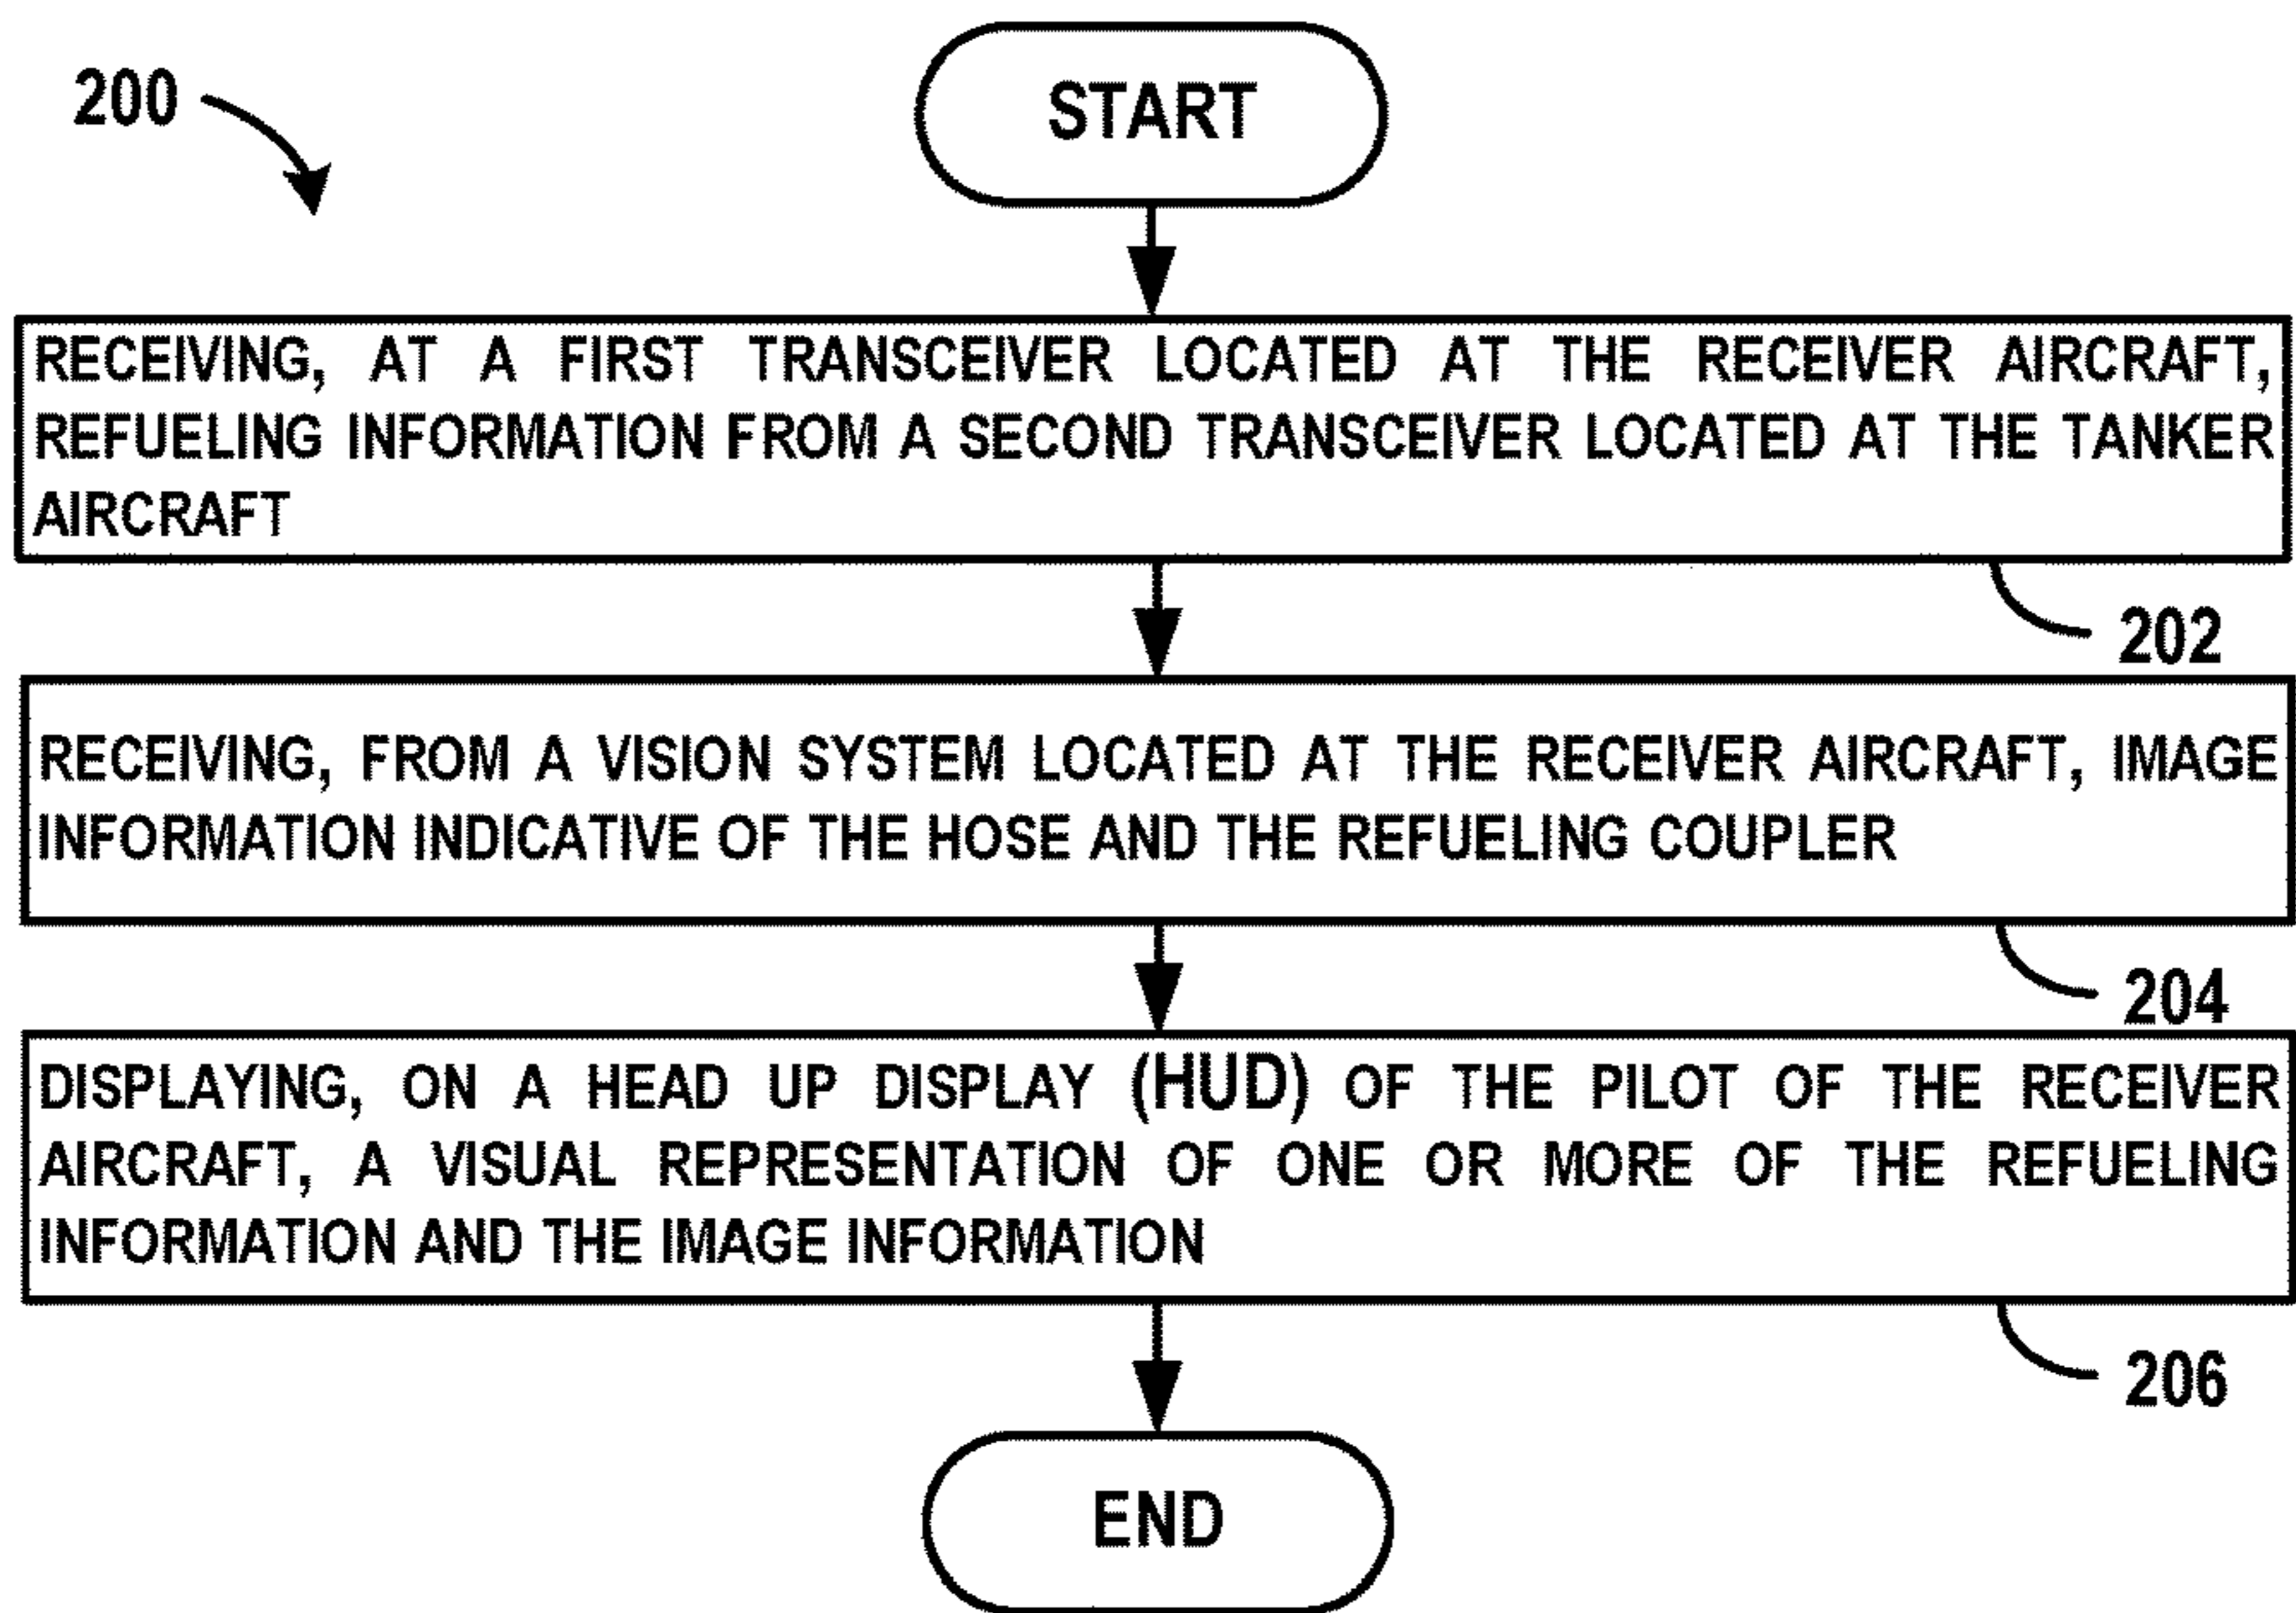 200
START
RECEIVING, AT A FIRST TRANSCEIVER LOCATED AT THE RECEIVER AIRCRAFT,
REFUELING INFORMATION FROM A SECOND TRANSCEIVER LOCATED AT THE TANKER
AIRCRAFT
202
RECEIVING, FROM A VISION SYSTEM LOCATED AT THE RECEIVER AIRCRAFT, IMAGE
INFORMATION INDICATIVE OF THE HOSE AND THE REFUELING COUPLER
204
DISPLAYING, ON A HEAD UP DISPLAY (HUD) OF THE PILOT OF THE RECEIVER
AIRCRAFT, A VISUAL REPRESENTATION OF ONE OR MORE OF THE REFUELING
INFORMATION AND THE IMAGE INFORMATION
206
END